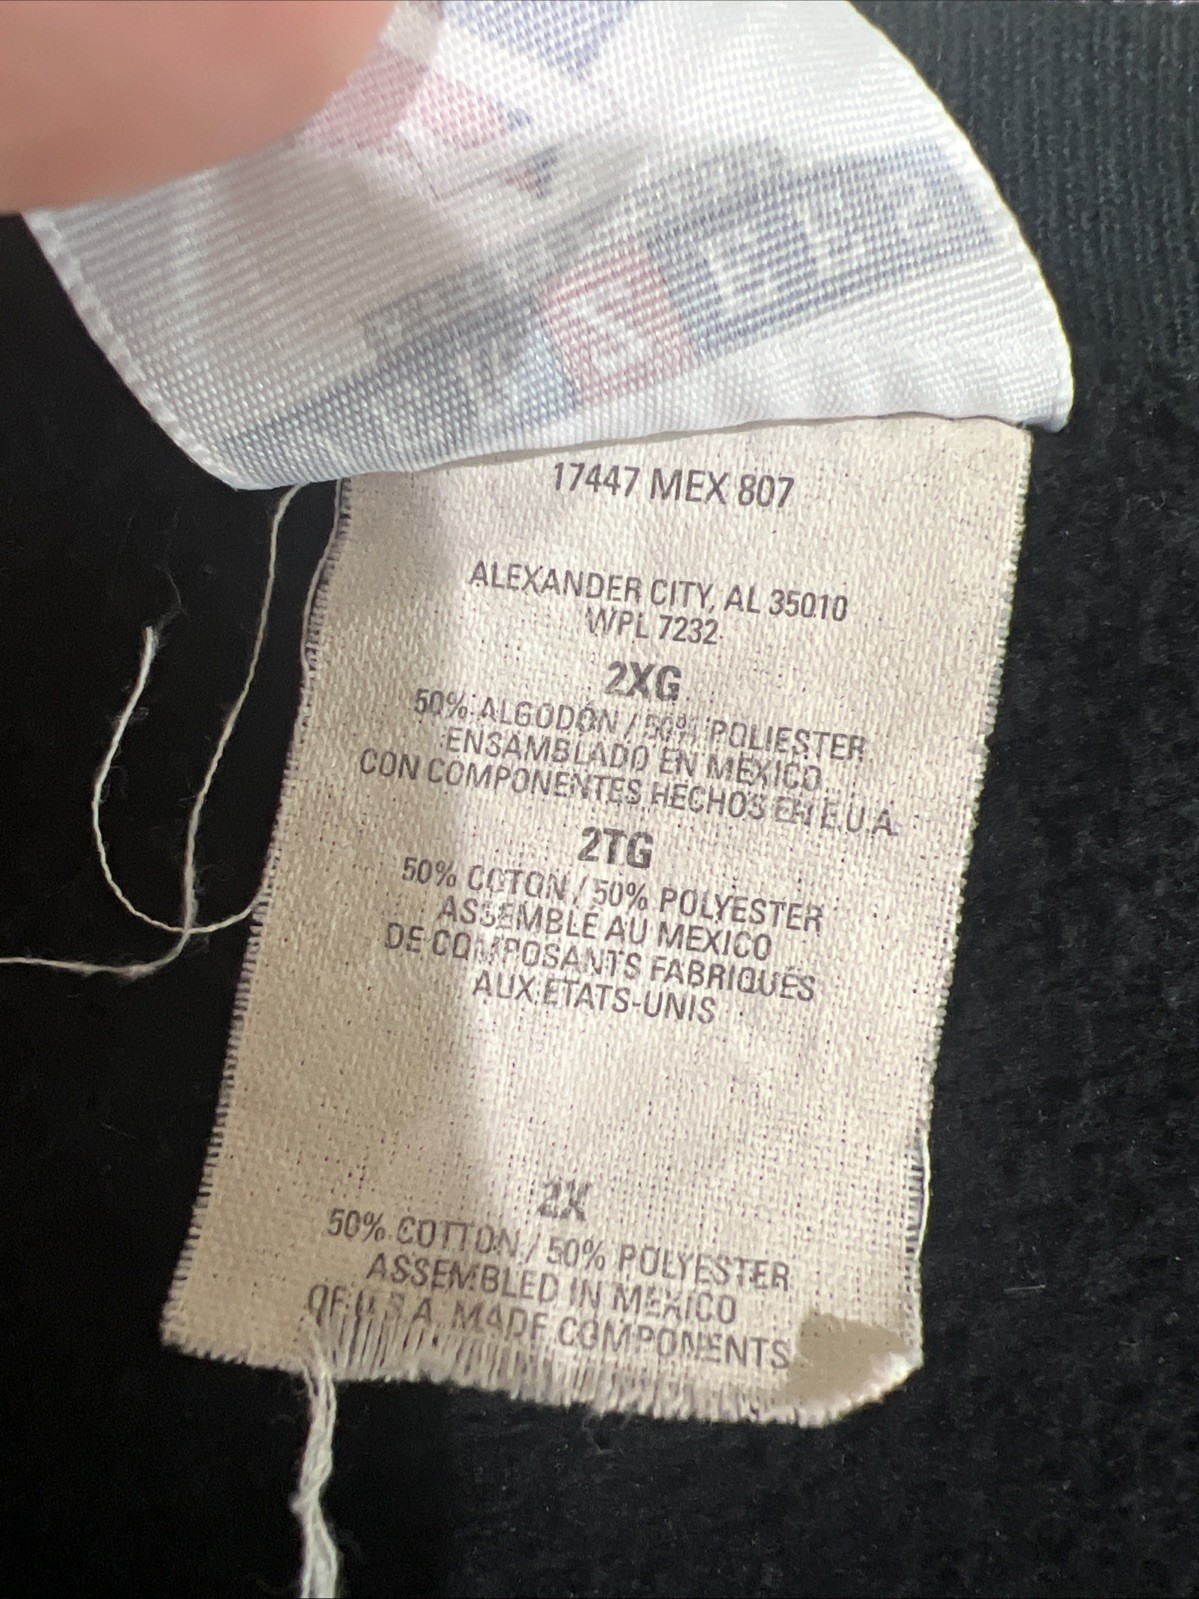 17447 MEX 807
ALEXANDER CITY, AL 35010
WPL 7232
2XG
50% ALGODÓN / 50% POLIESTER
ENSAMBLADO EN MEXICO
CON COMPONENTES HECHOS EN E.U.A.
2TG
50% COTON / 50% POLYESTER
ASSEMBLÉ AU MEXICO
DE COMPOSANTS FABRIQUÉS
AUX ETATS-UNIS
2X
50% COTTON / 50% POLYESTER
ASSEMBLED IN MEXICO
OF U.S.A. MADE COMPONENTS